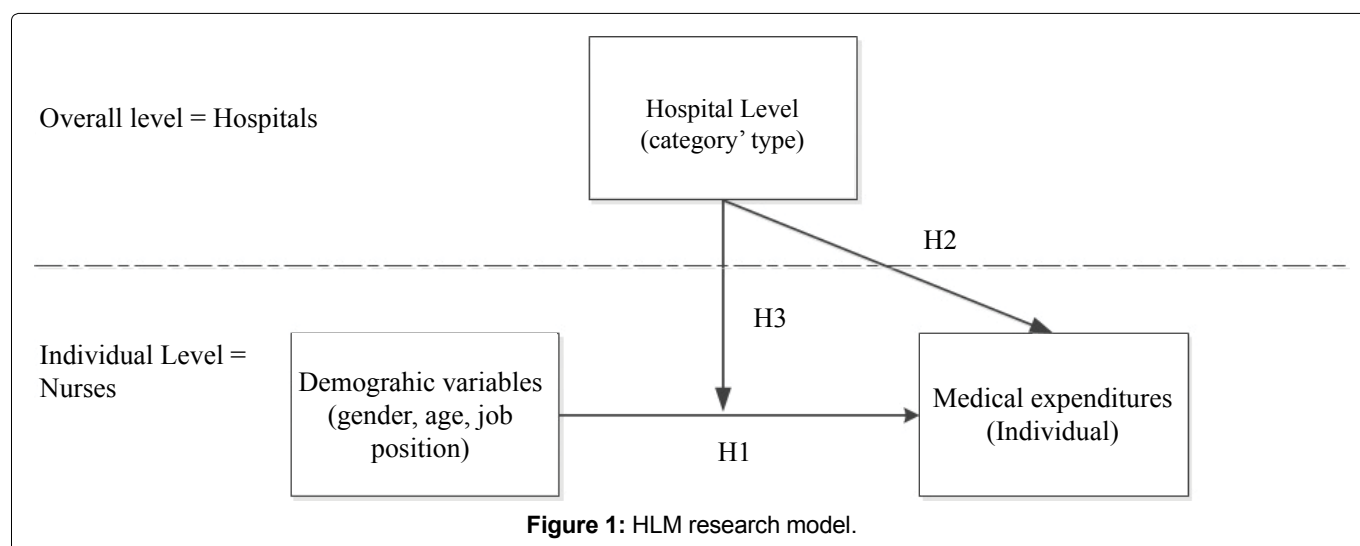 Overall level = Hospitals
Hospital Level
(category’ type)
H2
H3
Individual Level =
Nurses
Demograhic variables
(gender, age, job
position)
H1
Medical expenditures
(Individual)
Figure 1: HLM research model.